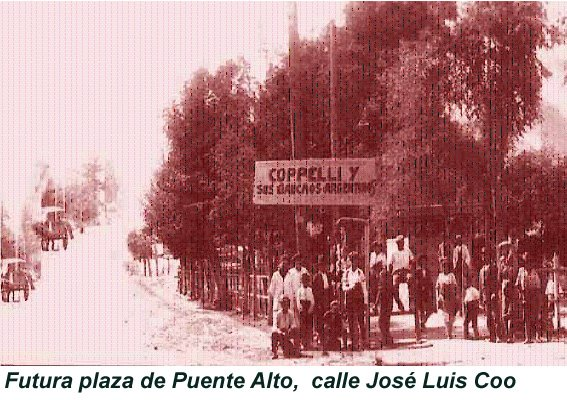 COPPELLI Y
SUS GAUCHOS ARGENTINOS
Futura plaza de Puente Alto, calle José Luis Coo